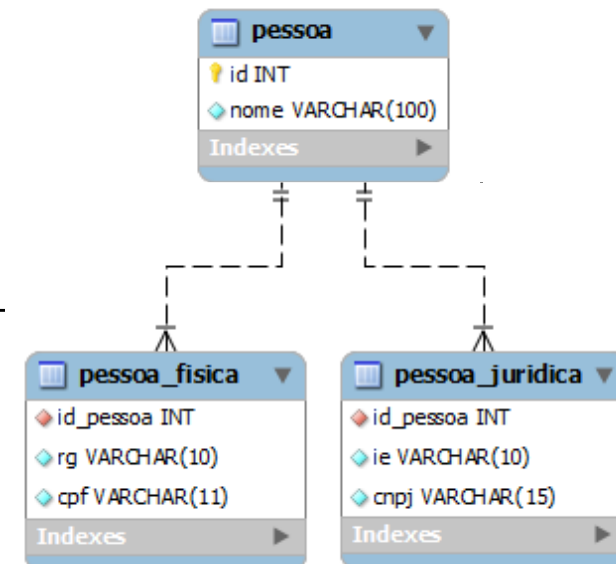 pessoa
id INT
nome VARCHAR(100)
Indexes
pessoa_fisica
id_pessoa INT
rg VARCHAR(10)
cpf VARCHAR(11)
Indexes
pessoa_juridica
id_pessoa INT
ie VARCHAR(10)
cnpj VARCHAR(15)
Indexes